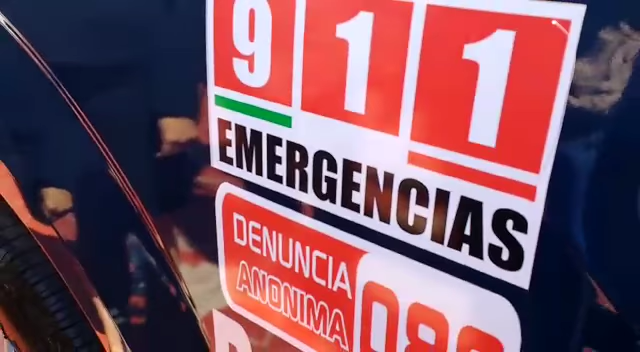 911
EMERGENCIAS
DENUNCIA
ANONIMA
089